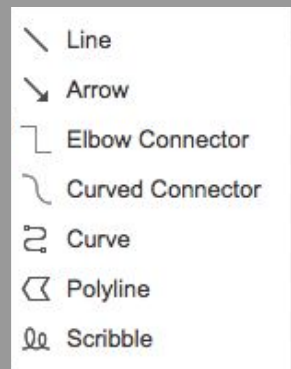 Line
Arrow
Elbow Connector
Curved Connector
Curve
Polyline
Scribble